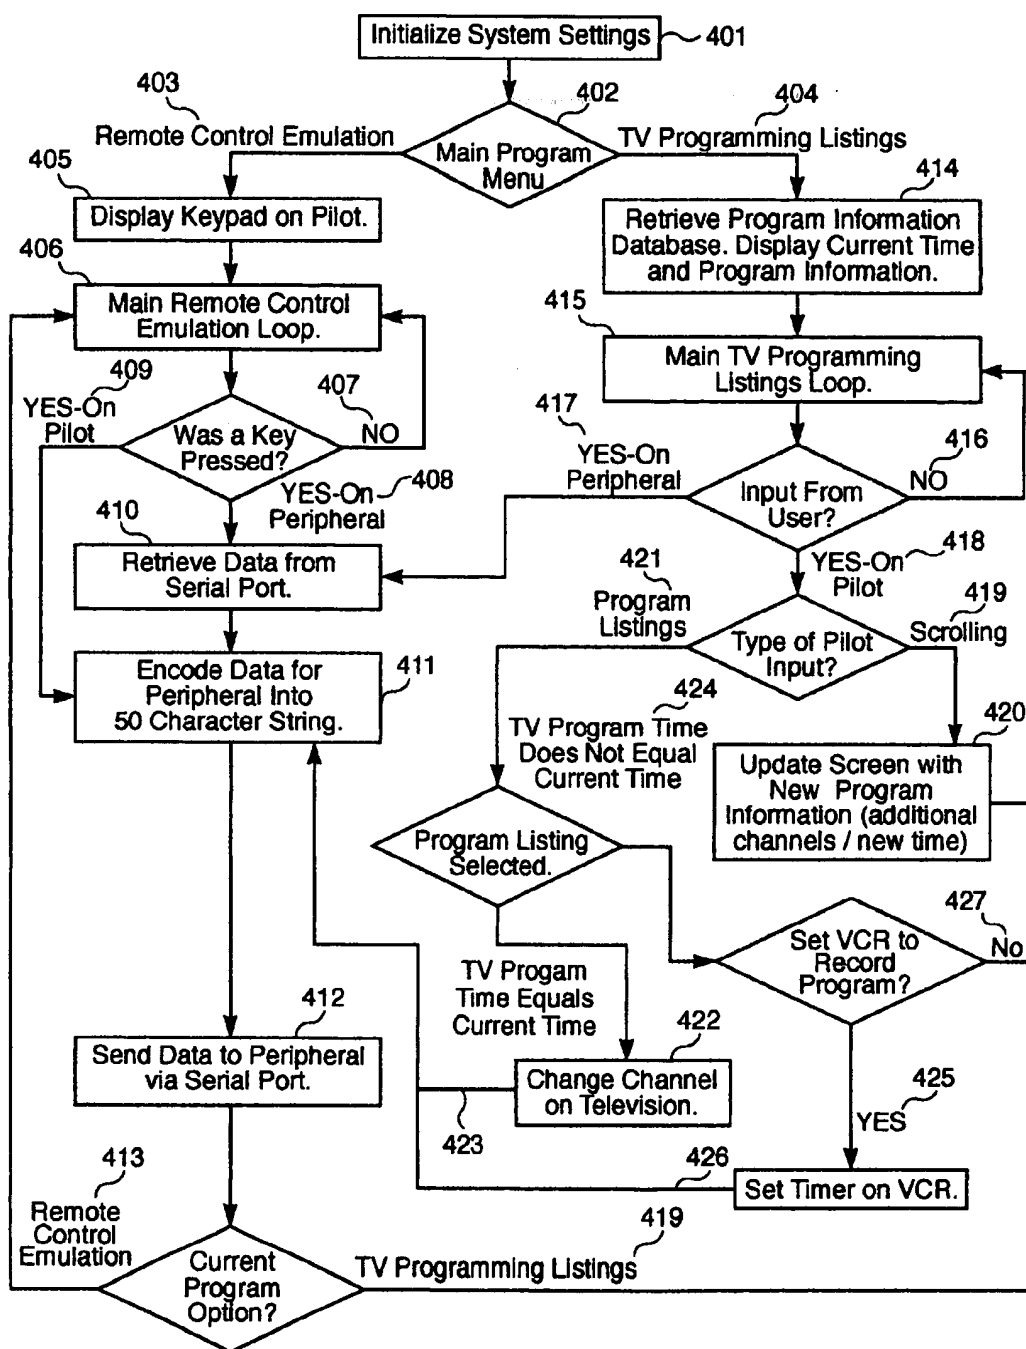 Initialize System Settings
401
403
402
404
Remote Control Emulation
TV Programming Listings
Main Program
Menu
405
414
Display Keypad on Pilot.
Retrieve Program Information
Database. Display Current Time
and Program Information.
406
415
Main Remote Control
Emulation Loop.
Main TV Programming
Listings Loop.
409
YES-On
Pilot
407
NO
Was a Key
Pressed?
417
YES-On
Peripheral
416
NO
Input From
User?
YES-On
Peripheral
408
410
Retrieve Data from
Serial Port.
YES-On
Pilot
418
421
Program
Listings
419
Scrolling
Type of Pilot
Input?
Encode Data for
Peripheral Into
50 Character String.
411
424
TV Program Time
Does Not Equal
Current Time
420
Update Screen with
New Program
Information (additional
channels / new time)
Program Listing
Selected.
427
No
Set VCR to
Record
Program?
TV Progam
Time Equals
Current Time
412
Send Data to Peripheral
via Serial Port.
422
Change Channel
on Television.
423
425
YES
426
Set Timer on VCR.
413
Remote
Control
Emulation
419
TV Programming Listings
Current
Program
Option?